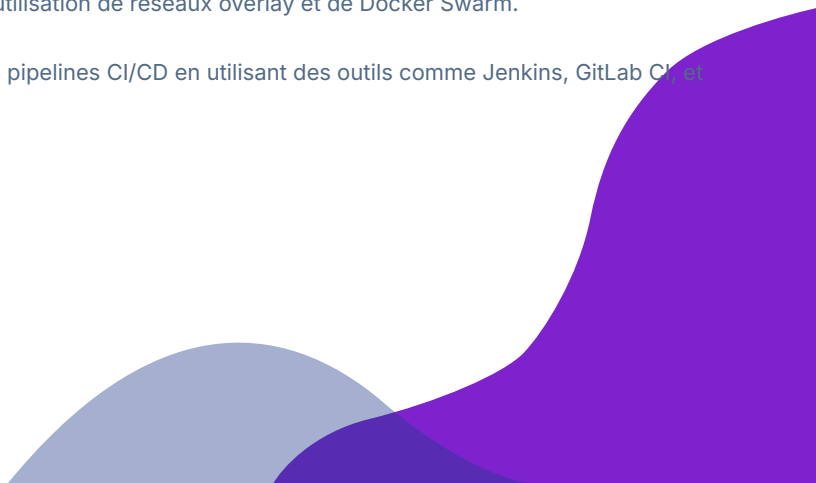 utilisation de réseaux overlay et de Docker Swarm.
pipelines CI/CD en utilisant des outils comme Jenkins, GitLab CI, et